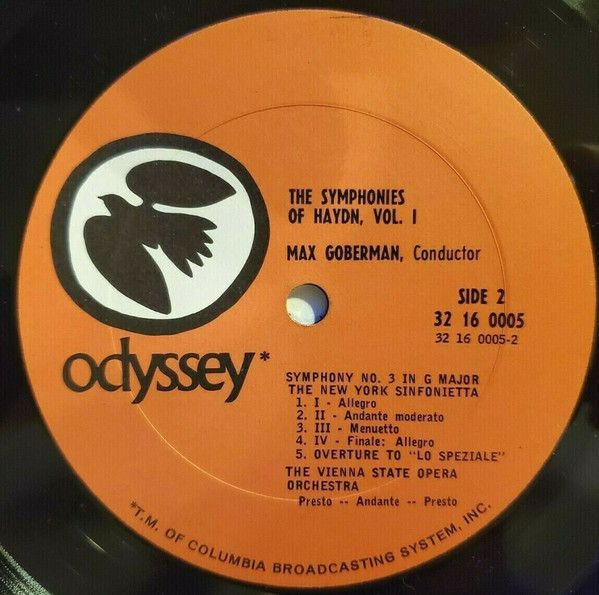 THE SYMPHONIES
OF HAYDN, VOL. I
MAX GOBERMAN, Conductor
SIDE 2
32 16 0005
32 16 0005-2
odyssey*
SYMPHONY NO. 3 IN G MAJOR
THE NEW YORK SINFONIETTA
1. I - Allegro
2. II - Andante moderato
3. III - Menuetto
4. IV - Finale: Allegro
5. OVERTURE TO "LO SPEZIALE"
THE VIENNA STATE OPERA
ORCHESTRA
Presto -- Andante -- Presto
*T.M. OF COLUMBIA BROADCASTING SYSTEM, INC.